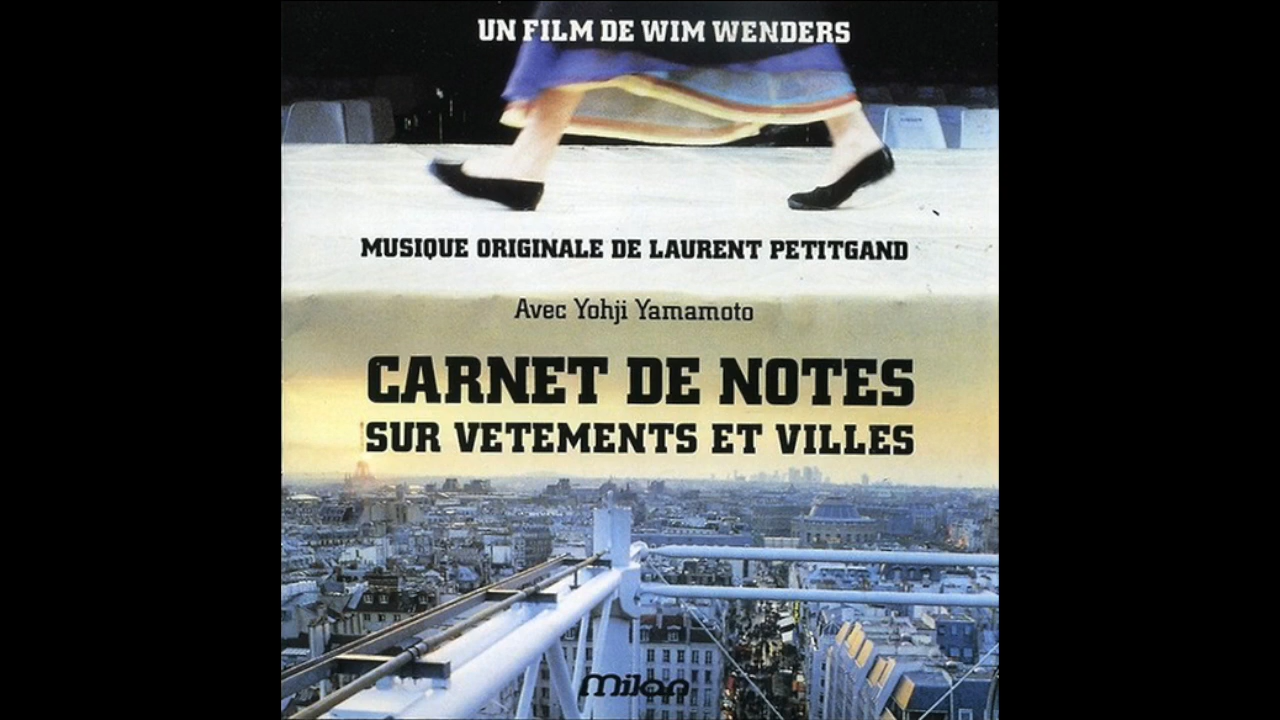 UN FILM DE WIM WENDERS
MUSIQUE ORIGINALE DE LAURENT PETITGAND
Avec Yohji Yamamoto
CARNET DE NOTES
SUR VETEMENTS ET VILLES
Milan